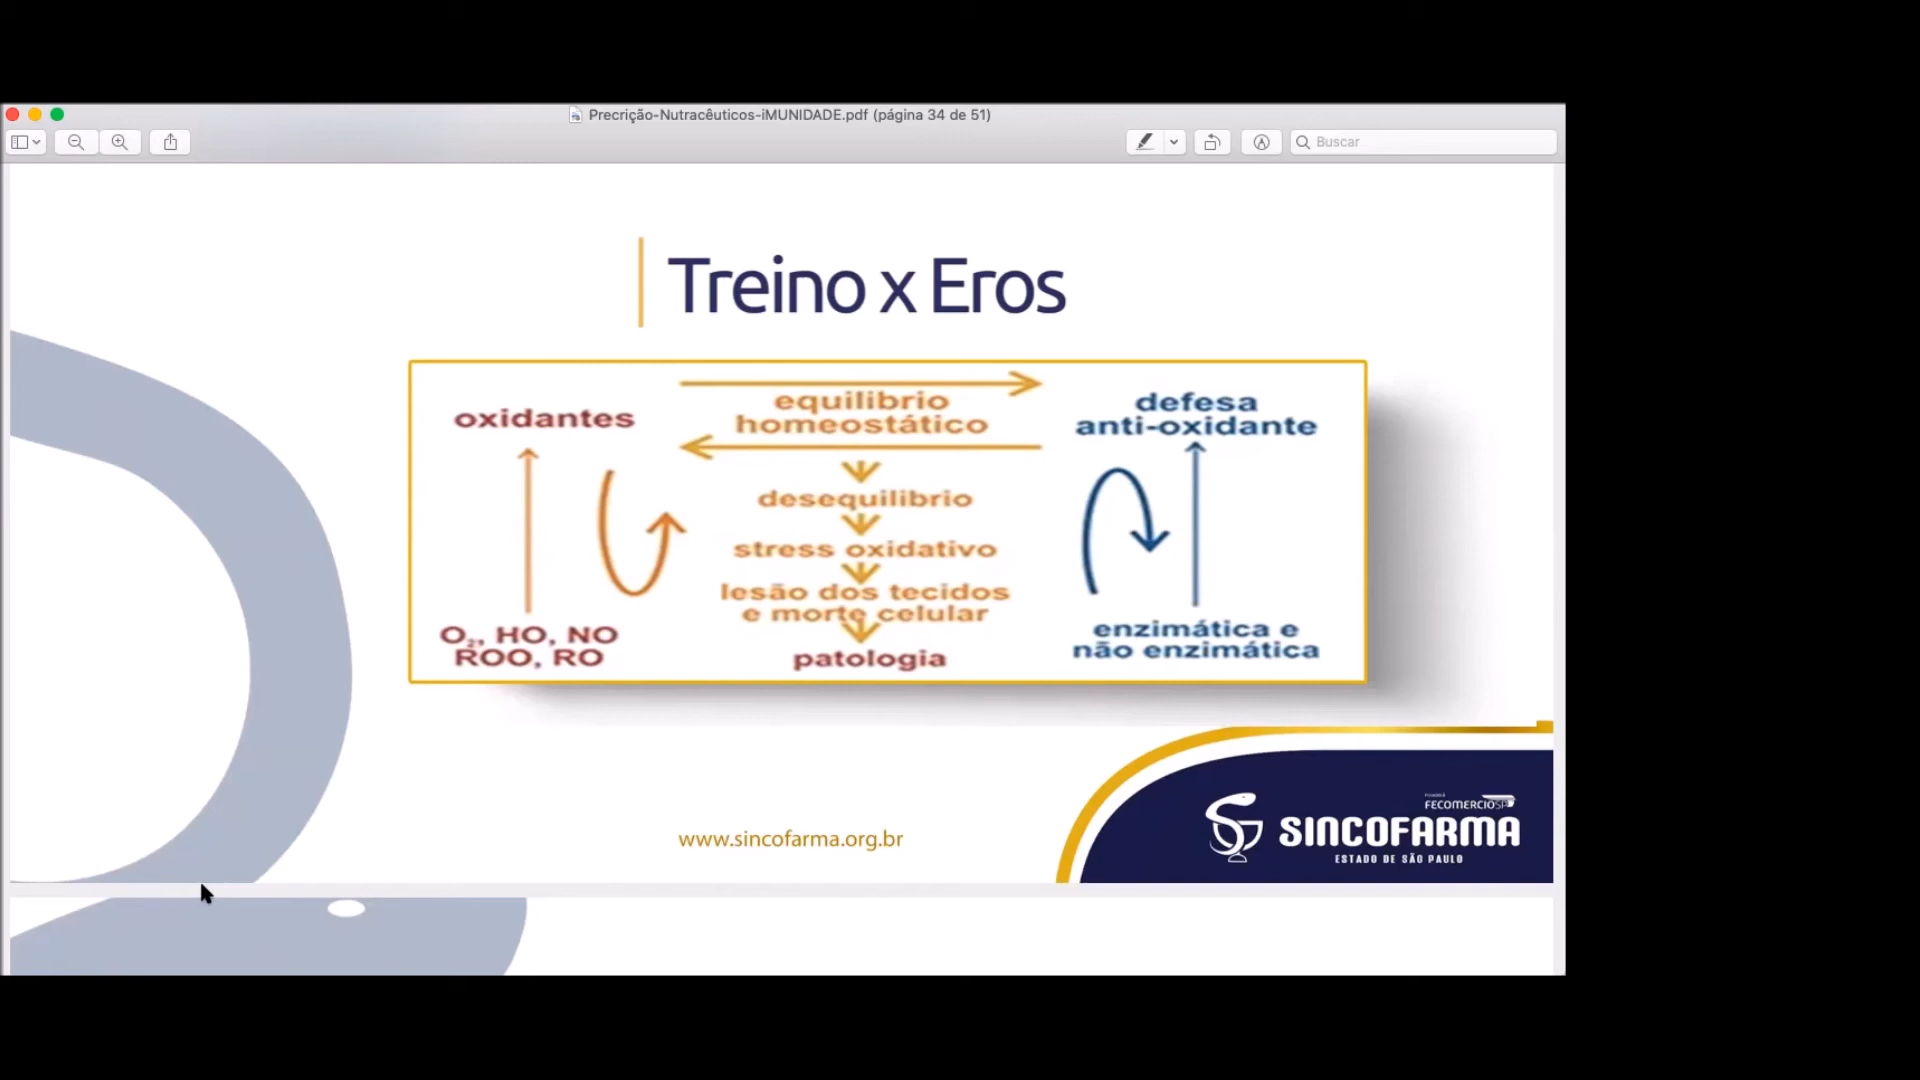 Precrição-Nutracêuticos-iMUNIDADE.pdf (página 34 de 51)
Buscar
Treino x Eros
oxidantes
equilibrio
homeostático
defesa
anti-oxidante
desequilibrio
stress oxidativo
lesão dos tecidos
e morte celular
patologia
O₂, HO, NO
ROO, RO
enzimática e
não enzimática
www.sincofarma.org.br
FECOMERCIOSP
SINCOFARMA
ESTADO DE SÃO PAULO